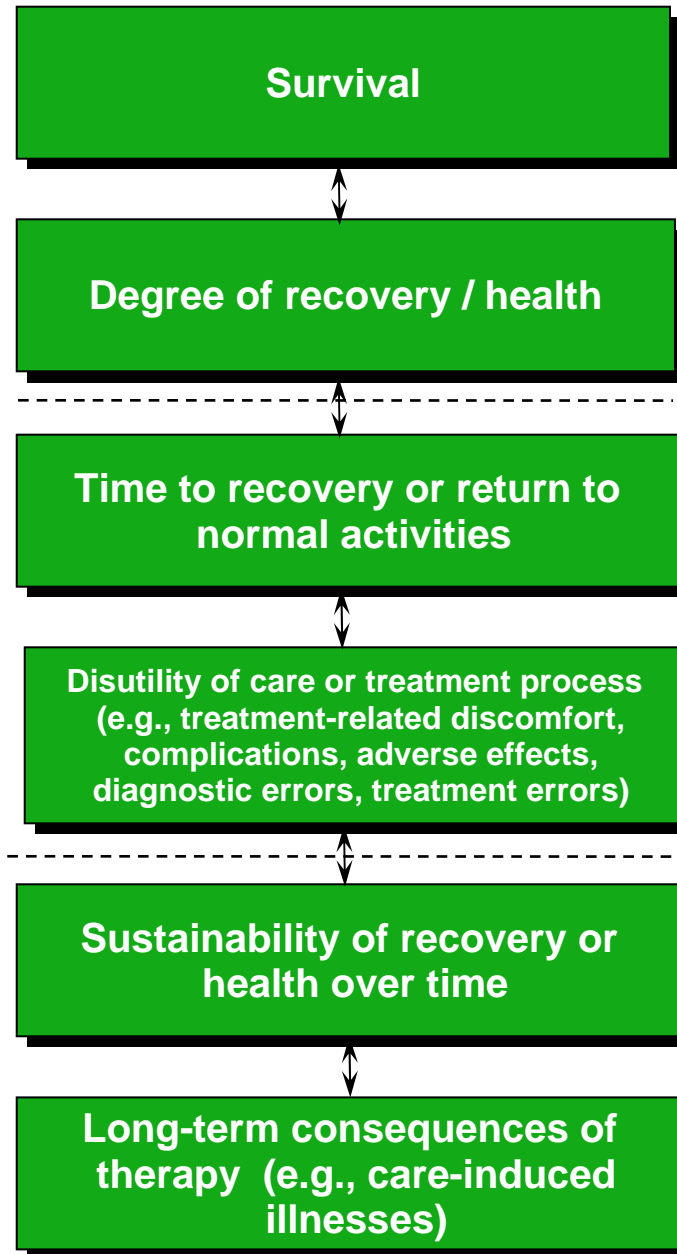 Survival
Degree of recovery / health
Time to recovery or return to
normal activities
Disutility of care or treatment process
(e.g., treatment-related discomfort,
complications, adverse effects,
diagnostic errors, treatment errors)
Sustainability of recovery or
health over time
Long-term consequences of
therapy  (e.g., care-induced
illnesses)